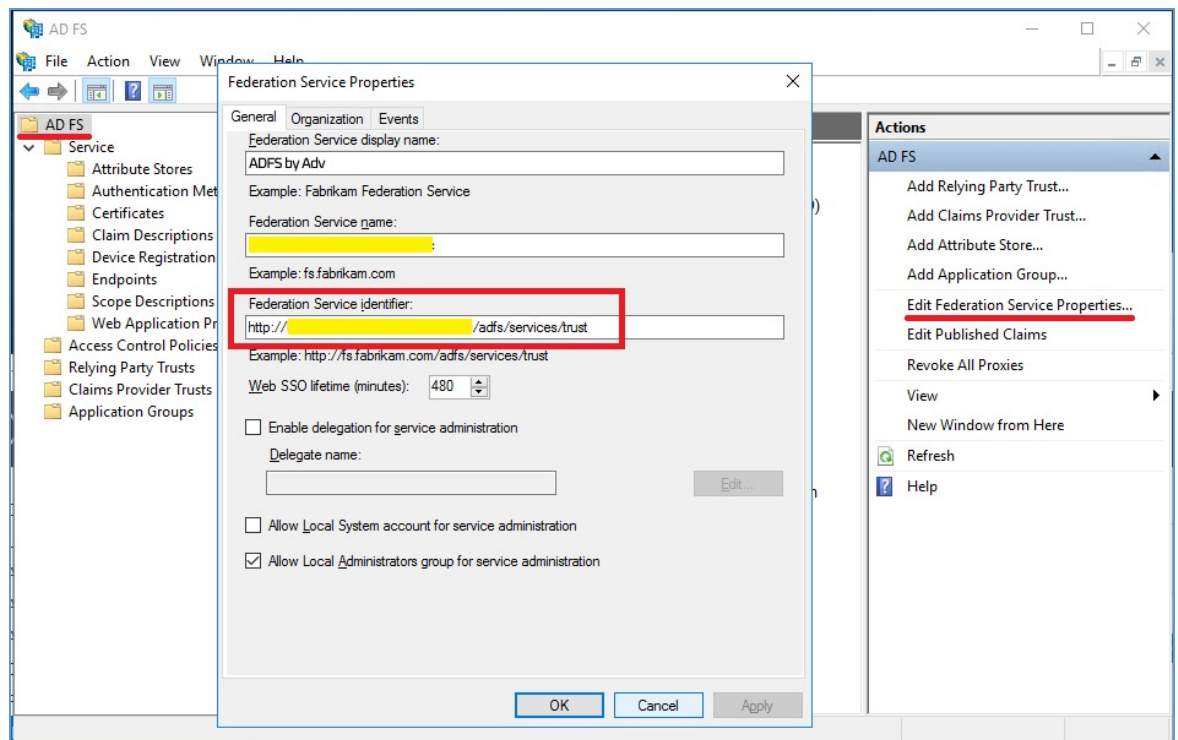 AD FS
File Action View Window Help
Federation Service Properties
General Organization Events
Federation Service display name:
ADFS by Adv
Example: Fabrikam Federation Service
Federation Service name:
:
Example: fs.fabrikam.com
Federation Service identifier:
http:// /adfs/services/trust
Example: http://fs.fabrikam.com/adfs/services/trust
Web SSO lifetime (minutes): 480
Enable delegation for service administration
Delegate name:
Edit...
Allow Local System account for service administration
Allow Local Administrators group for service administration
OK Cancel Apply
AD FS
Service
Attribute Stores
Authentication Met
Certificates
Claim Descriptions
Device Registration
Endpoints
Scope Descriptions
Web Application Pr
Access Control Policies
Relying Party Trusts
Claims Provider Trusts
Application Groups
Actions
AD FS
Add Relying Party Trust...
Add Claims Provider Trust...
Add Attribute Store...
Add Application Group...
Edit Federation Service Properties...
Edit Published Claims
Revoke All Proxies
View
New Window from Here
Refresh
Help